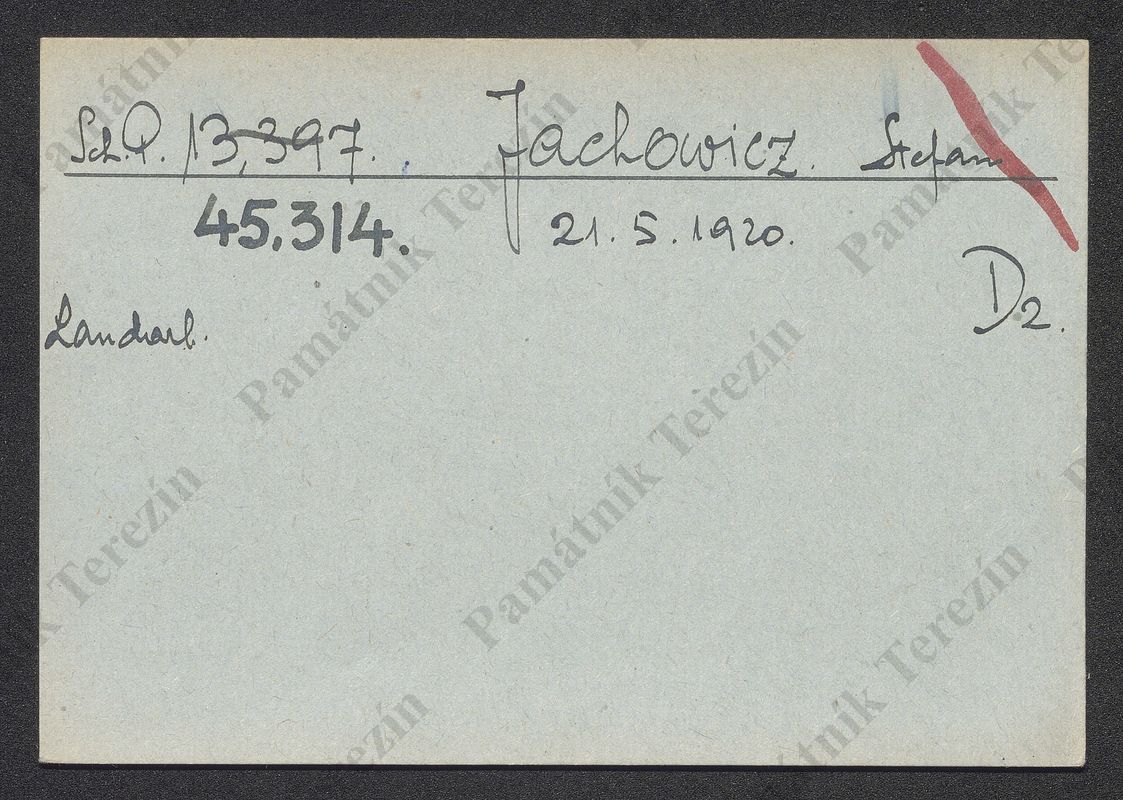 Sch.P. 13,397. Jachowicz. Stefan
45.314. 21.5.1920.
D2.
Landarb.
Památník Terezín